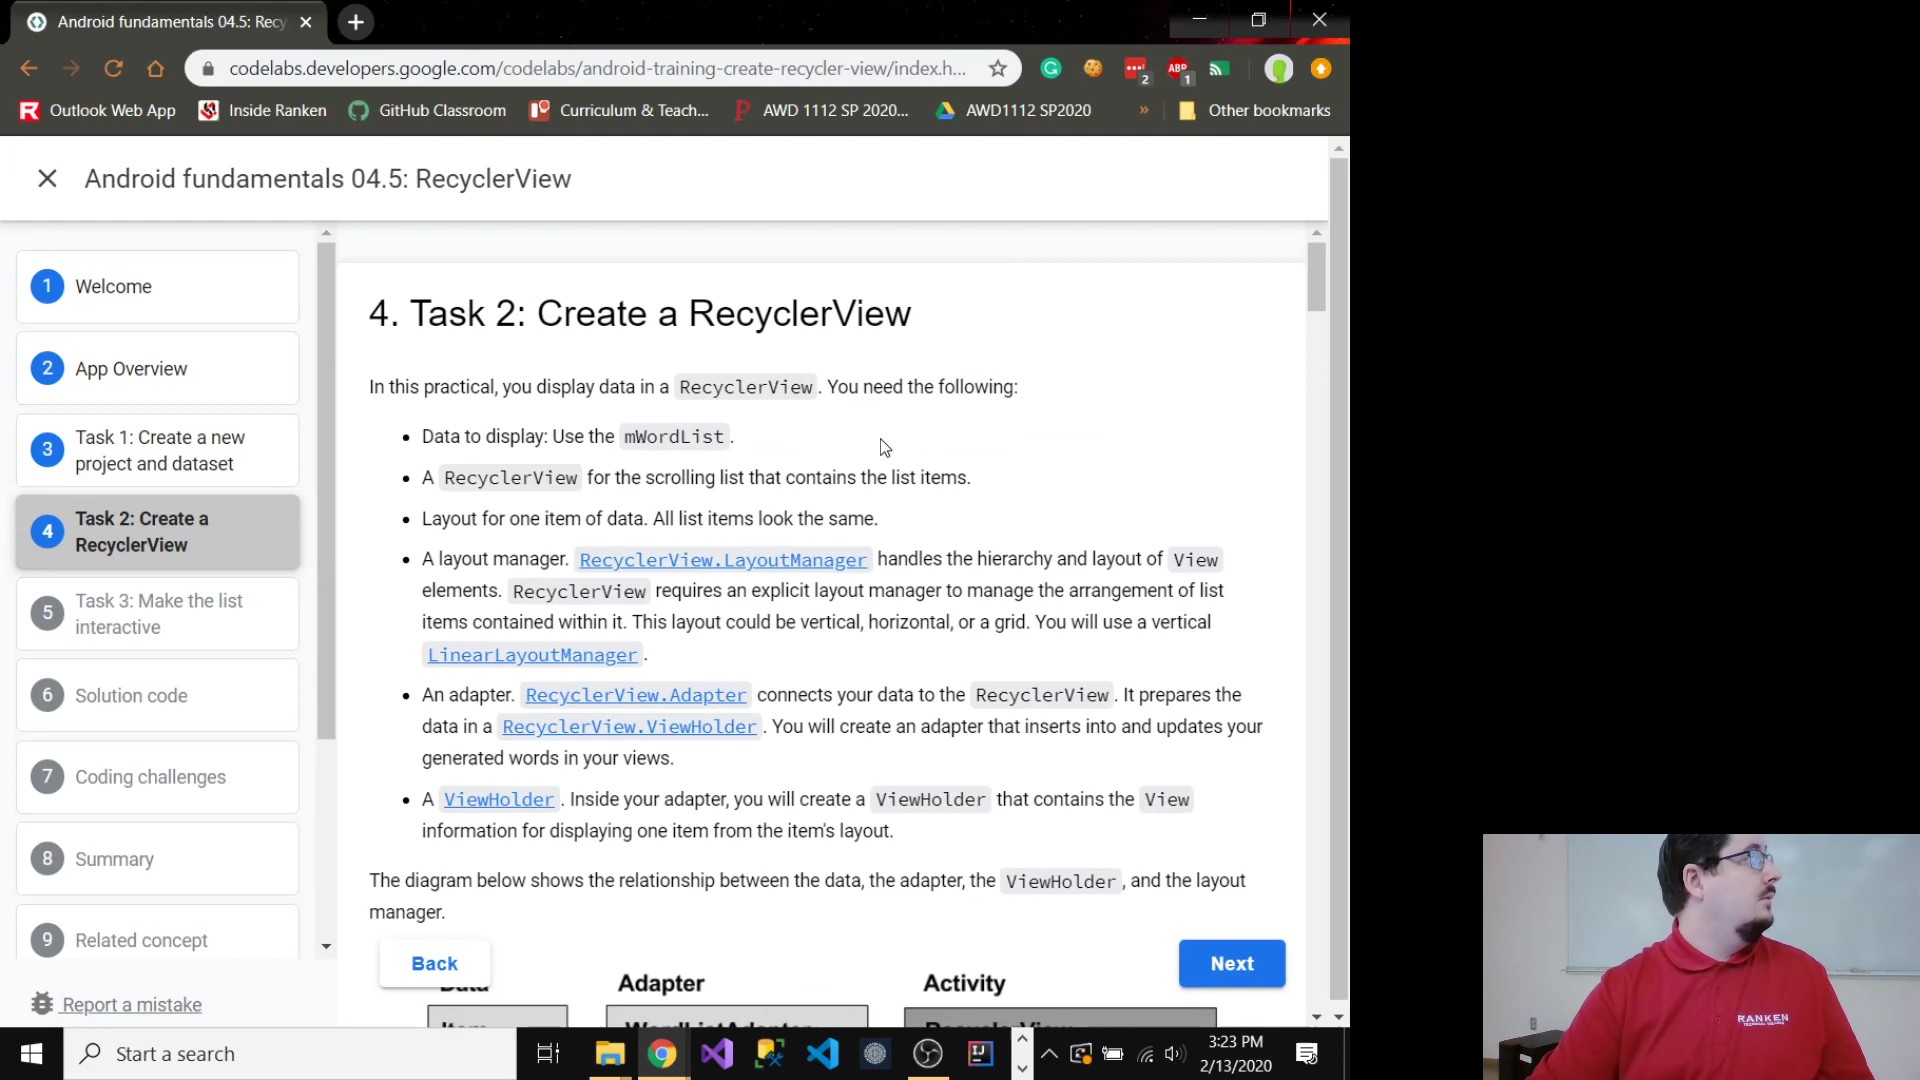 Android fundamentals 04.5: Recy
codelabs.developers.google.com/codelabs/android-training-create-recycler-view/index.h...
2
ABP
1
Outlook Web App
Inside Ranken
GitHub Classroom
Curriculum & Teach...
AWD 1112 SP 2020...
AWD1112 SP2020
»
Other bookmarks
Android fundamentals 04.5: RecyclerView
1 Welcome
2 App Overview
3 Task 1: Create a new
project and dataset
4 Task 2: Create a
RecyclerView
5 Task 3: Make the list
interactive
6 Solution code
7 Coding challenges
8 Summary
9 Related concept
Report a mistake
4. Task 2: Create a RecyclerView
In this practical, you display data in a RecyclerView. You need the following:
• Data to display: Use the mWordList.
• A RecyclerView for the scrolling list that contains the list items.
• Layout for one item of data. All list items look the same.
• A layout manager. RecyclerView.LayoutManager handles the hierarchy and layout of View
elements. RecyclerView requires an explicit layout manager to manage the arrangement of list
items contained within it. This layout could be vertical, horizontal, or a grid. You will use a vertical
LinearLayoutManager.
• An adapter. RecyclerView.Adapter connects your data to the RecyclerView. It prepares the
data in a RecyclerView.ViewHolder. You will create an adapter that inserts into and updates your
generated words in your views.
• A ViewHolder. Inside your adapter, you will create a ViewHolder that contains the View
information for displaying one item from the item's layout.
The diagram below shows the relationship between the data, the adapter, the ViewHolder, and the layout
manager.
Back
Next
Data
Adapter
Activity
Item
WordListAdapter
RecyclerView
Start a search
3:23 PM
2/13/2020
RANKEN